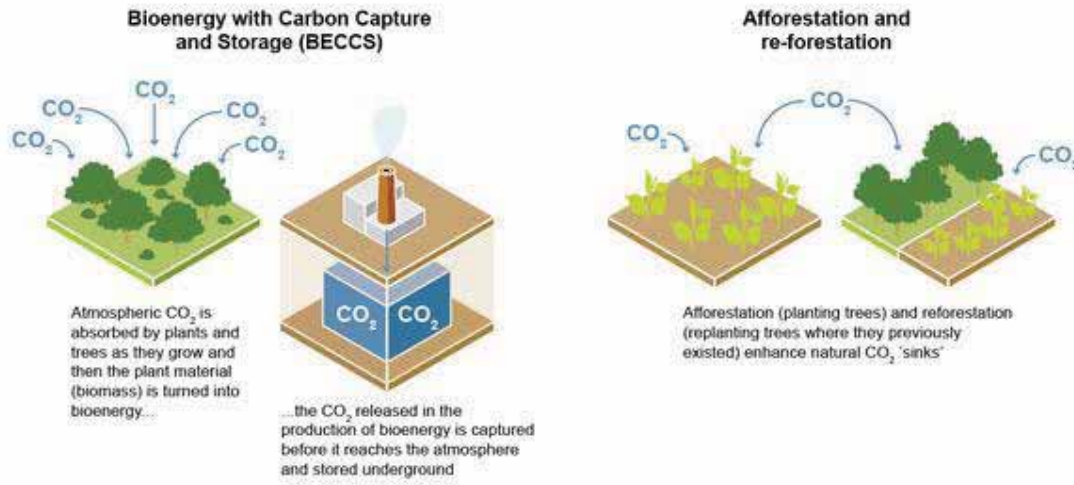 Bioenergy with Carbon Capture
and Storage (BECCS)
CO₂
CO₂
CO₂
CO₂
CO₂
CO₂ CO₂
Atmospheric CO₂ is
absorbed by plants and
trees as they grow and
then the plant material
(biomass) is turned into
bioenergy...
...the CO₂ released in the
production of bioenergy is captured
before it reaches the atmosphere
and stored underground
Afforestation and
re-forestation
CO₂
CO₂
CO₂
Afforestation (planting trees) and reforestation
(replanting trees where they previously
existed) enhance natural CO₂ ‘sinks’